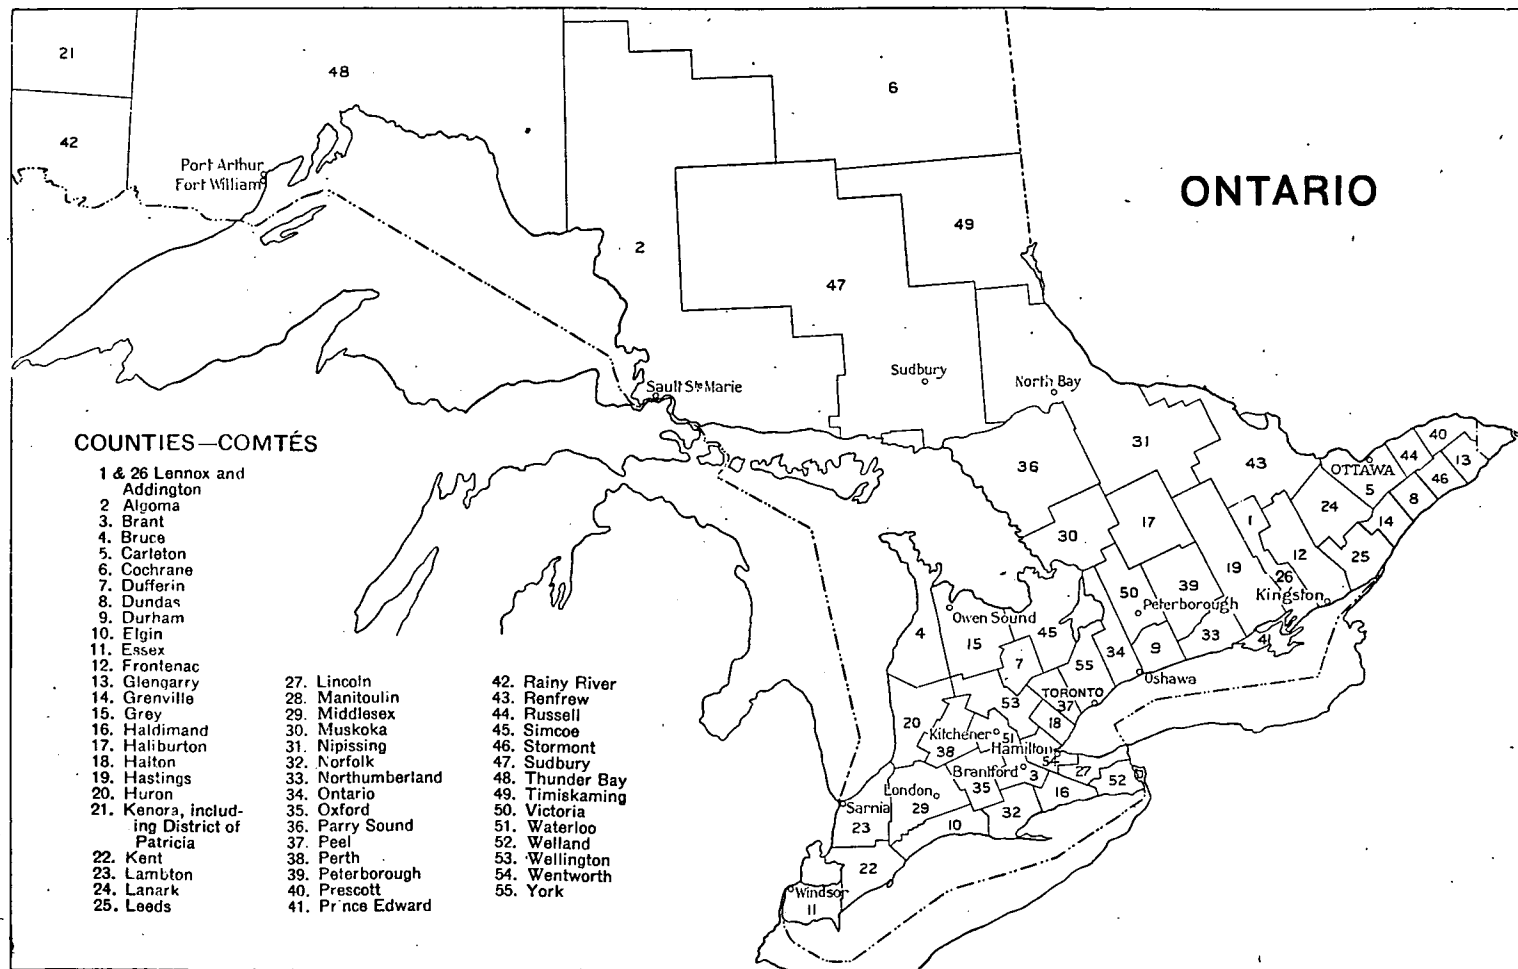 21
48
6
42
Port Arthur
Fort William
ONTARIO
49
2
47
Sudbury
North Bay
Sault Ste Marie
COUNTIES—COMTÉS
1 & 26 Lennox and
Addington
2 Algoma
3. Brant
4. Bruce
5. Carleton
6. Cochrane
7. Dufferin
8. Dundas
9. Durham
10. Elgin
11. Essex
12. Frontenac
13. Glengarry
14. Grenville
15. Grey
16. Haldimand
17. Haliburton
18. Halton
19. Hastings
20. Huron
21. Kenora, includ-
ing District of
Patricia
22. Kent
23. Lambton
24. Lanark
25. Leeds
27. Lincoln
28. Manitoulin
29. Middlesex
30. Muskoka
31. Nipissing
32. Norfolk
33. Northumberland
34. Ontario
35. Oxford
36. Parry Sound
37. Peel
38. Perth
39. Peterborough
40. Prescott
41. Prince Edward
42. Rainy River
43. Renfrew
44. Russell
45. Simcoe
46. Stormont
47. Sudbury
48. Thunder Bay
49. Timiskaming
50. Victoria
51. Waterloo
52. Welland
53. Wellington
54. Wentworth
55. York
31
40
36
43
OTTAWA
44
13
5
46
24
8
17
1
14
30
12
25
19
26
50
39
Kingston
Peterborough
Owen Sound
4
45
33
41
15
34
9
7
55
Oshawa
TORONTO
37
53
20
18
Kitchener
51
38
Hamilton
54
Brantford
3
27
52
35
London
16
Sarnia
29
32
23
10
22
Windsor
11